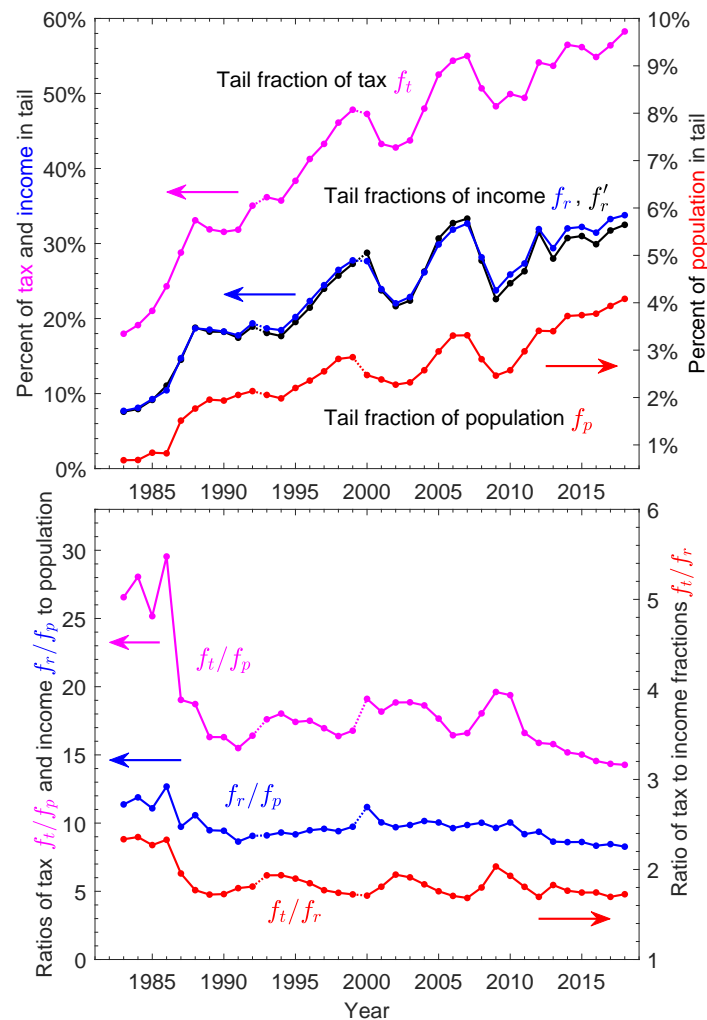 Percent of tax and income in tail
60%
50%
40%
30%
20%
10%
0%
10%
9%
8%
7%
6%
5%
4%
3%
2%
1%
Percent of population in tail
Tail fraction of tax f_t
Tail fractions of income f_r, f'_r
Tail fraction of population f_p
1985 1990 1995 2000 2005 2010 2015
Ratios of tax f_t/f_p and income f_r/f_p to population
30
25
20
15
10
5
0
6
5
4
3
2
1
Ratio of tax to income fractions f_t/f_r
f_t/f_p
f_r/f_p
f_t/f_r
1985 1990 1995 2000 2005 2010 2015
Year